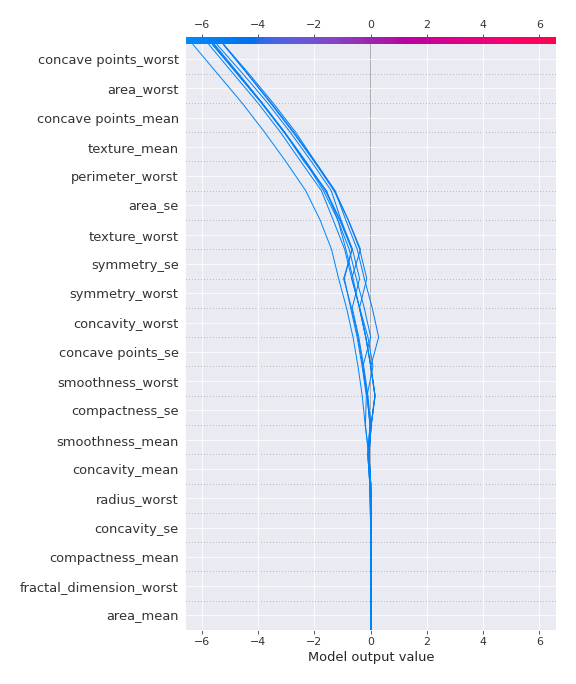 −6 −4 −2 0 2 4 6
concave points_worst
area_worst
concave points_mean
texture_mean
perimeter_worst
area_se
texture_worst
symmetry_se
symmetry_worst
concavity_worst
concave points_se
smoothness_worst
compactness_se
smoothness_mean
concavity_mean
radius_worst
concavity_se
compactness_mean
fractal_dimension_worst
area_mean
−6 −4 −2 0 2 4 6
Model output value